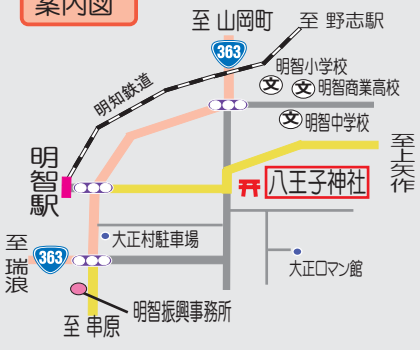 案内図
至 山岡町
至 野志駅
363
明知鉄道
明智小学校
文
文
明智商業高校
文
明智中学校
明智駅
至上矢作
八王子神社
大正村駐車場
至瑞浪
363
大正ロマン館
明智振興事務所
至 串原